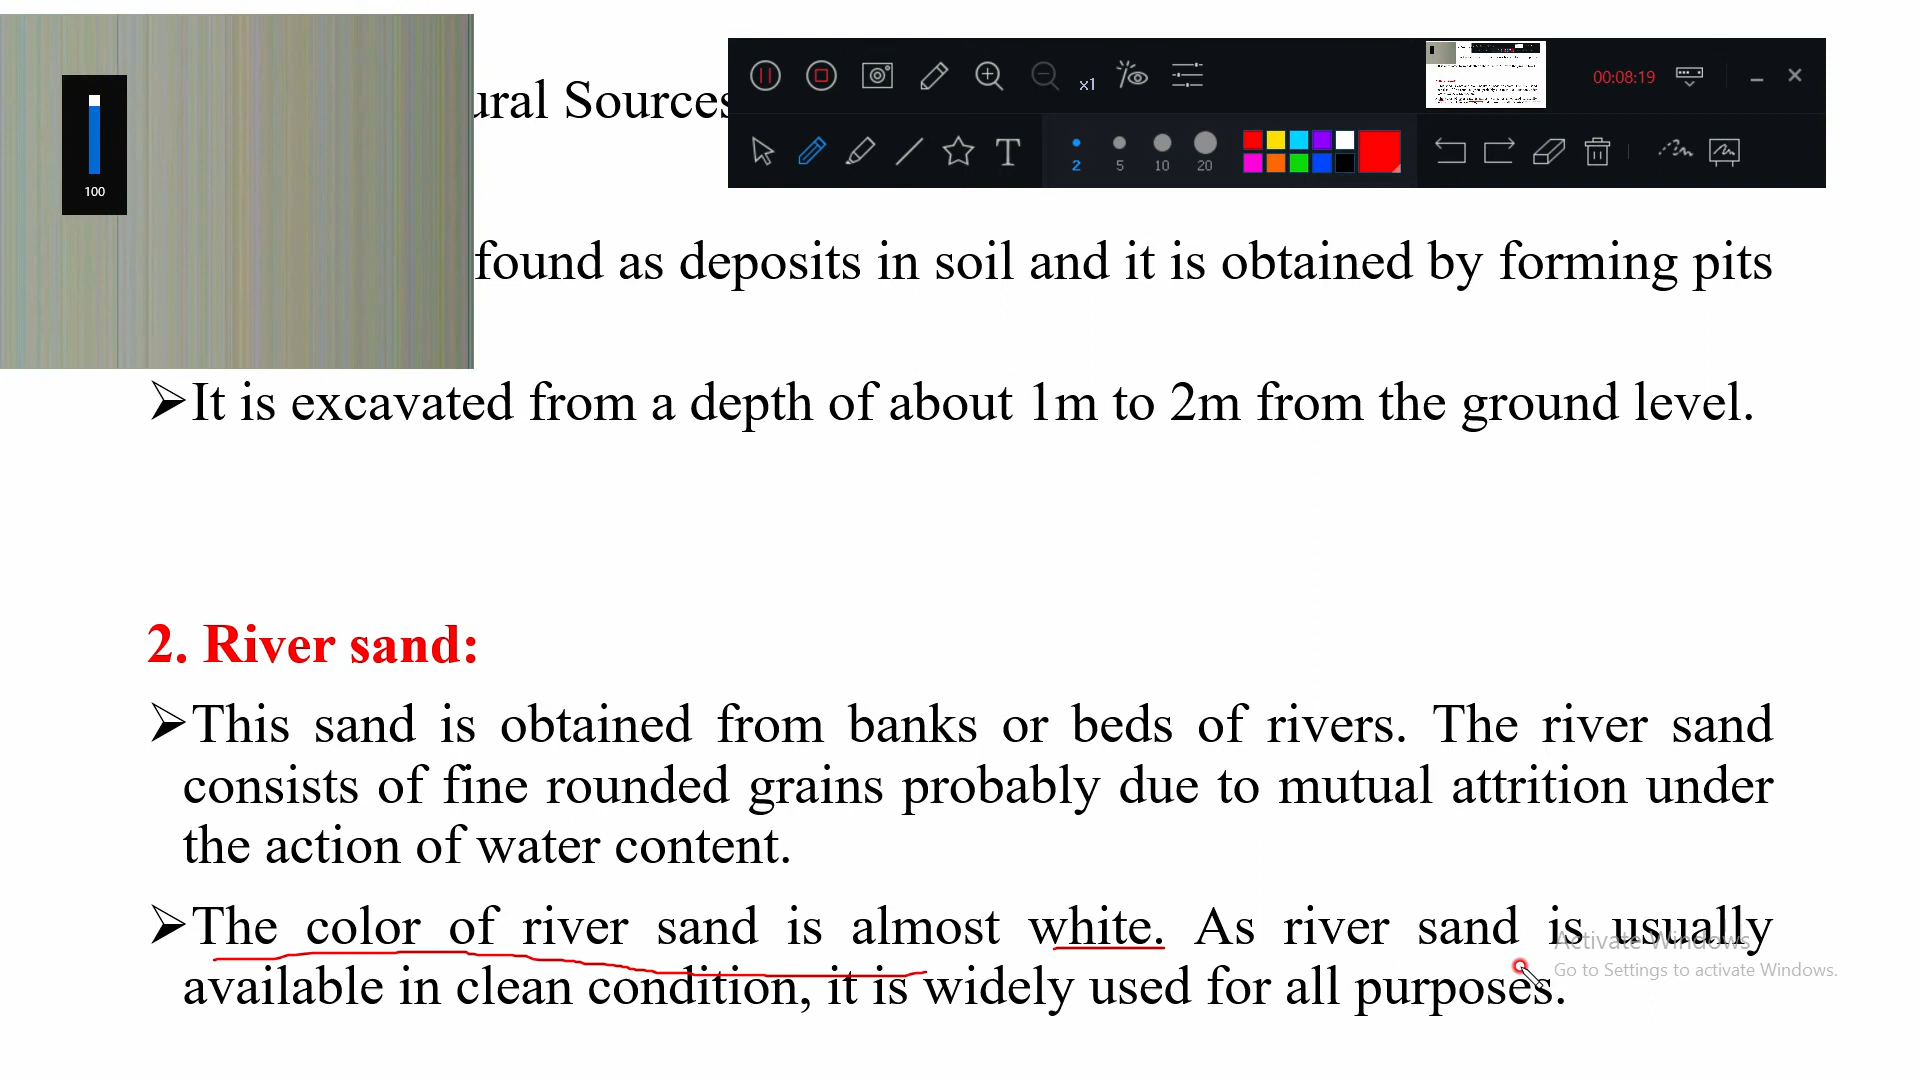 ural Sources
x1
00:08:19
T
2 5 10 20
100
found as deposits in soil and it is obtained by forming pits
➢It is excavated from a depth of about 1m to 2m from the ground level.
2. River sand:
➢This sand is obtained from banks or beds of rivers. The river sand
consists of fine rounded grains probably due to mutual attrition under
the action of water content.
➢The color of river sand is almost white. As river sand is usually
available in clean condition, it is widely used for all purposes.
Activate Windows
Go to Settings to activate Windows.